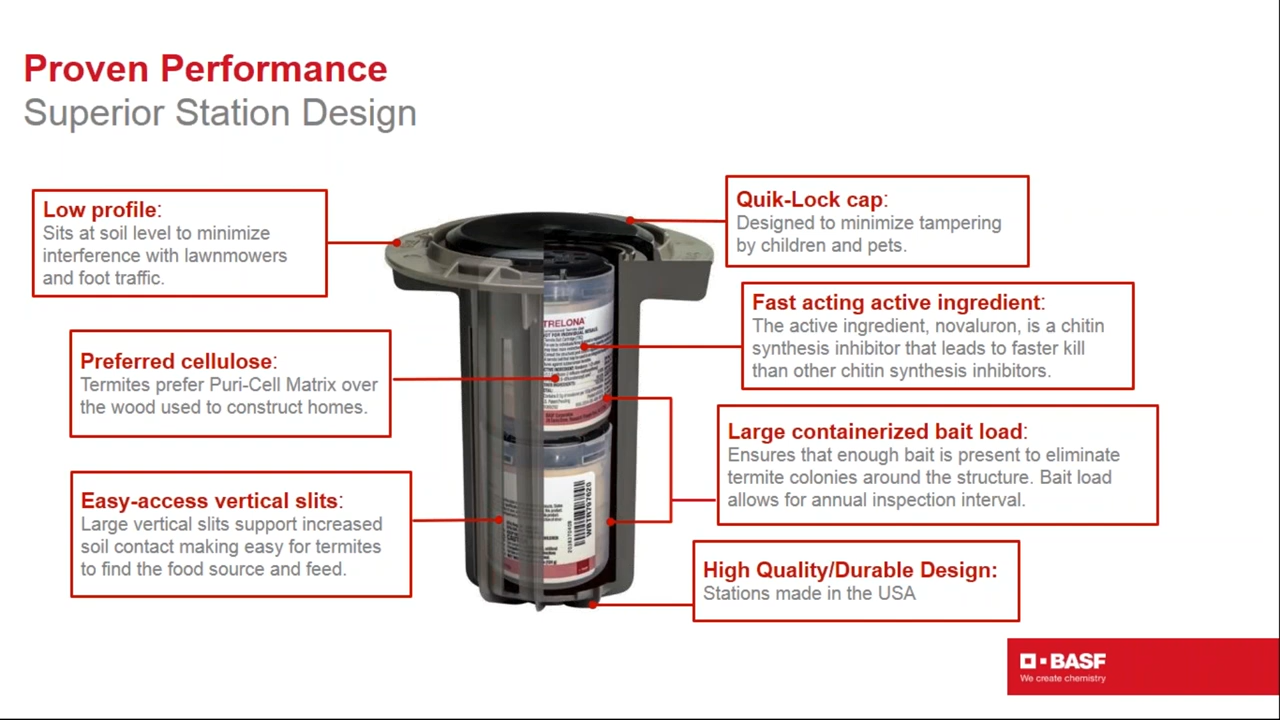 Proven Performance
Superior Station Design
Low profile:
Sits at soil level to minimize
interference with lawnmowers
and foot traffic.
Preferred cellulose:
Termites prefer Puri-Cell Matrix over
the wood used to construct homes.
Easy-access vertical slits:
Large vertical slits support increased
soil contact making easy for termites
to find the food source and feed.
TRELONA
Quik-Lock cap:
Designed to minimize tampering
by children and pets.
Fast acting active ingredient:
The active ingredient, novaluron, is a chitin
synthesis inhibitor that leads to faster kill
than other chitin synthesis inhibitors.
Large containerized bait load:
Ensures that enough bait is present to eliminate
termite colonies around the structure. Bait load
allows for annual inspection interval.
High Quality/Durable Design:
Stations made in the USA
BASF
We create chemistry